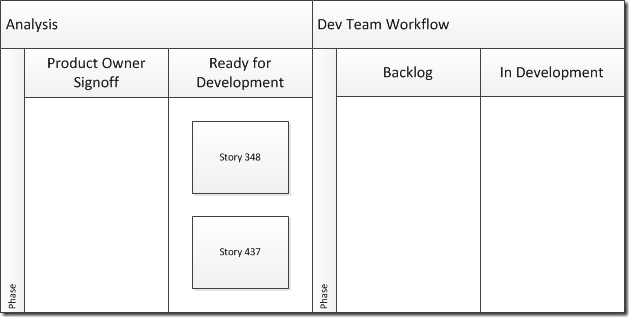 Analysis
Dev Team Workflow
Product Owner
Signoff
Ready for
Development
Backlog
In Development
Story 348
Story 437
Phase
Phase